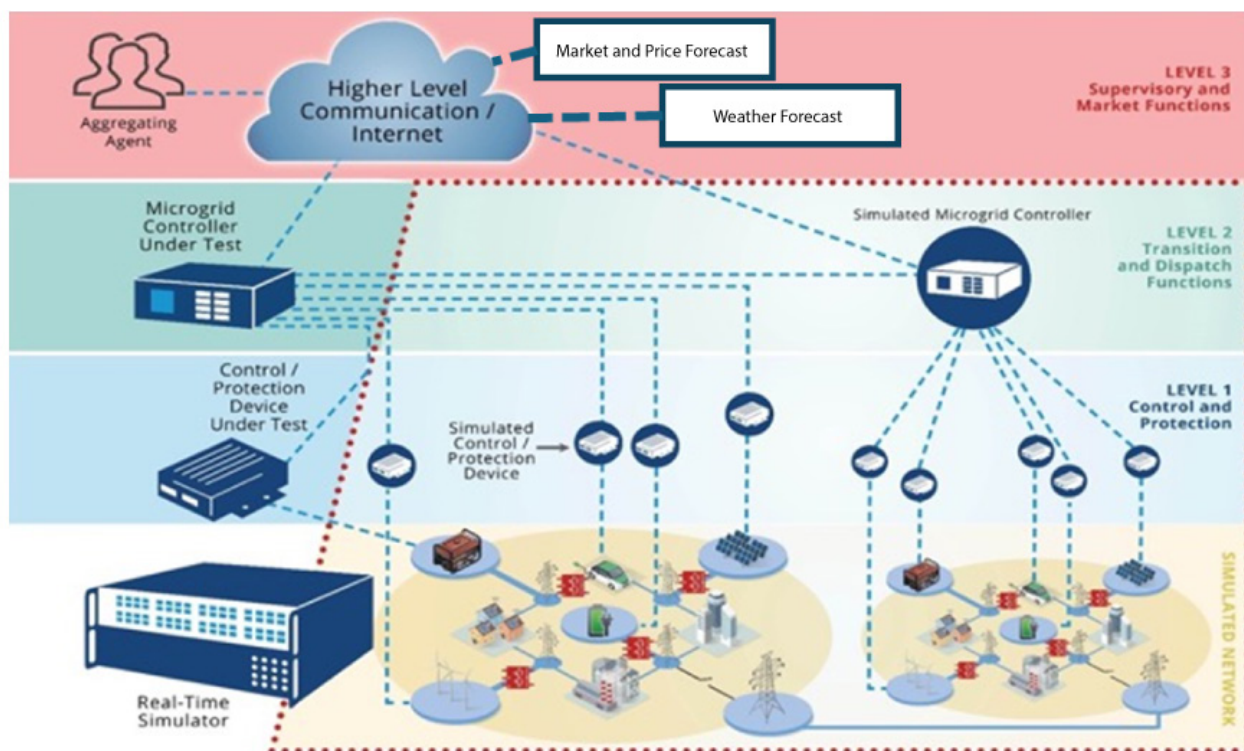 Market and Price Forecast
Higher Level
Communication /
Internet
Weather Forecast
Aggregating
Agent
LEVEL 3
Supervisory and
Market Functions
Microgrid
Controller
Under Test
Simulated Microgrid Controller
LEVEL 2
Transition
and Dispatch
Functions
Control /
Protection
Device
Under Test
Simulated
Control /
Protection
Device
LEVEL 1
Control and
Protection
Real-Time
Simulator
SIMULATED NETWORK